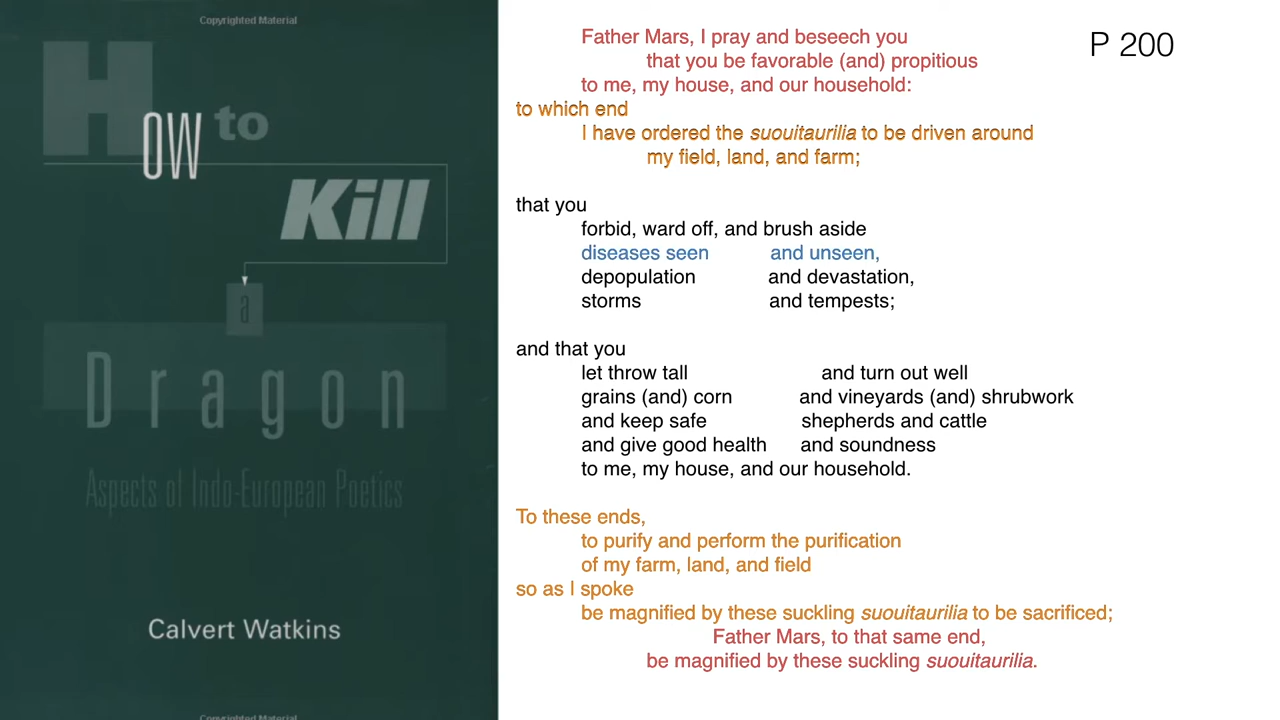 Copyrighted Material
How to
Kill
a
Dragon
Aspects of Indo-European Poetics
Calvert Watkins
Copyrighted Material
P 200
Father Mars, I pray and beseech you
that you be favorable (and) propitious
to me, my house, and our household:
to which end
I have ordered the suouitaurilia to be driven around
my field, land, and farm;
that you
forbid, ward off, and brush aside
diseases seen and unseen,
depopulation and devastation,
storms and tempests;
and that you
let throw tall and turn out well
grains (and) corn and vineyards (and) shrubwork
and keep safe shepherds and cattle
and give good health and soundness
to me, my house, and our household.
To these ends,
to purify and perform the purification
of my farm, land, and field
so as I spoke
be magnified by these suckling suouitaurilia to be sacrificed;
Father Mars, to that same end,
be magnified by these suckling suouitaurilia.